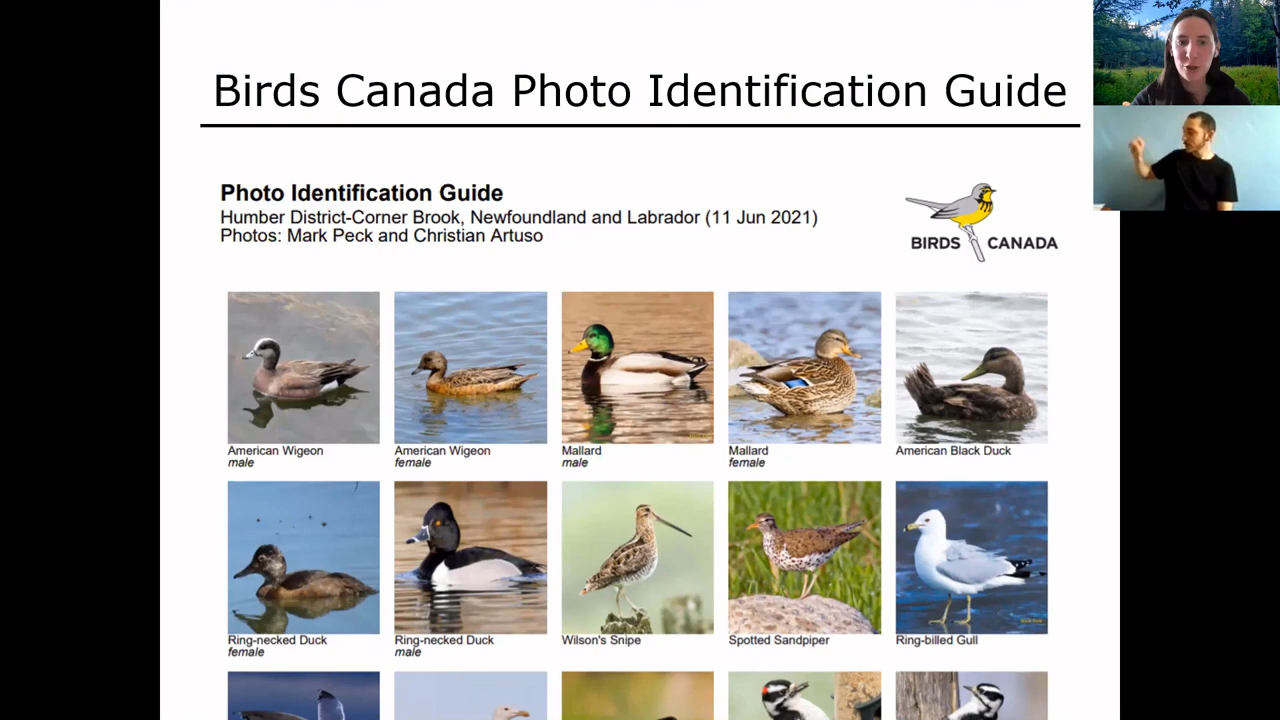 Birds Canada Photo Identification Guide
Photo Identification Guide
Humber District-Corner Brook, Newfoundland and Labrador (11 Jun 2021)
Photos: Mark Peck and Christian Artuso
BIRDS CANADA
American Wigeon
male
American Wigeon
female
Mallard
male
Mallard
female
American Black Duck
Ring-necked Duck
female
Ring-necked Duck
male
Wilson's Snipe
Spotted Sandpiper
Ring-billed Gull